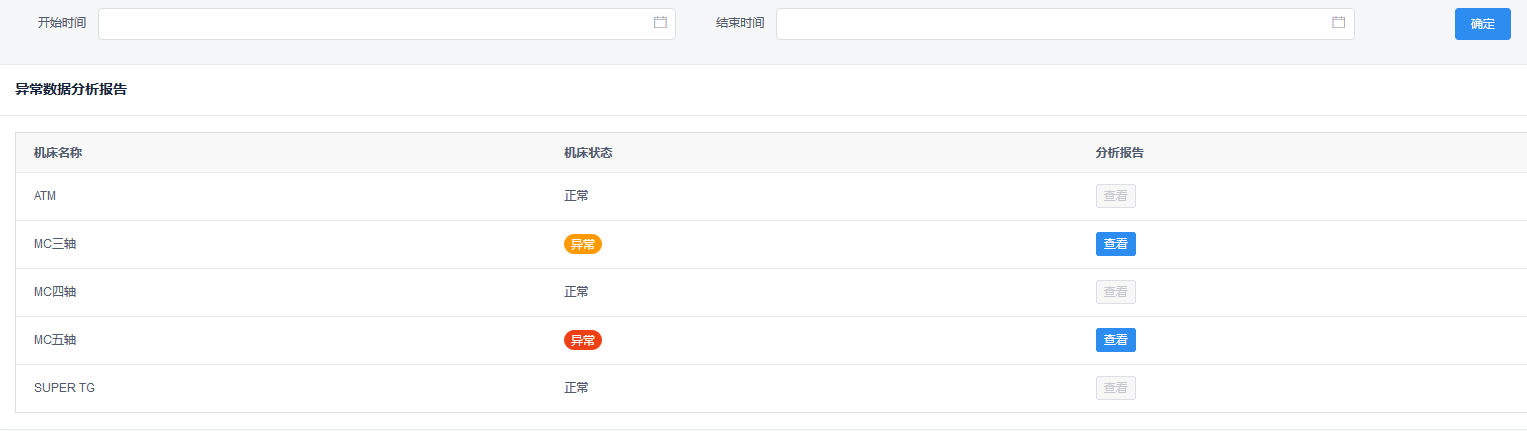 开始时间 结束时间 确定
异常数据分析报告
机床名称 机床状态 分析报告
ATM 正常 查看
MC三轴 异常 查看
MC四轴 正常 查看
MC五轴 异常 查看
SUPER TG 正常 查看